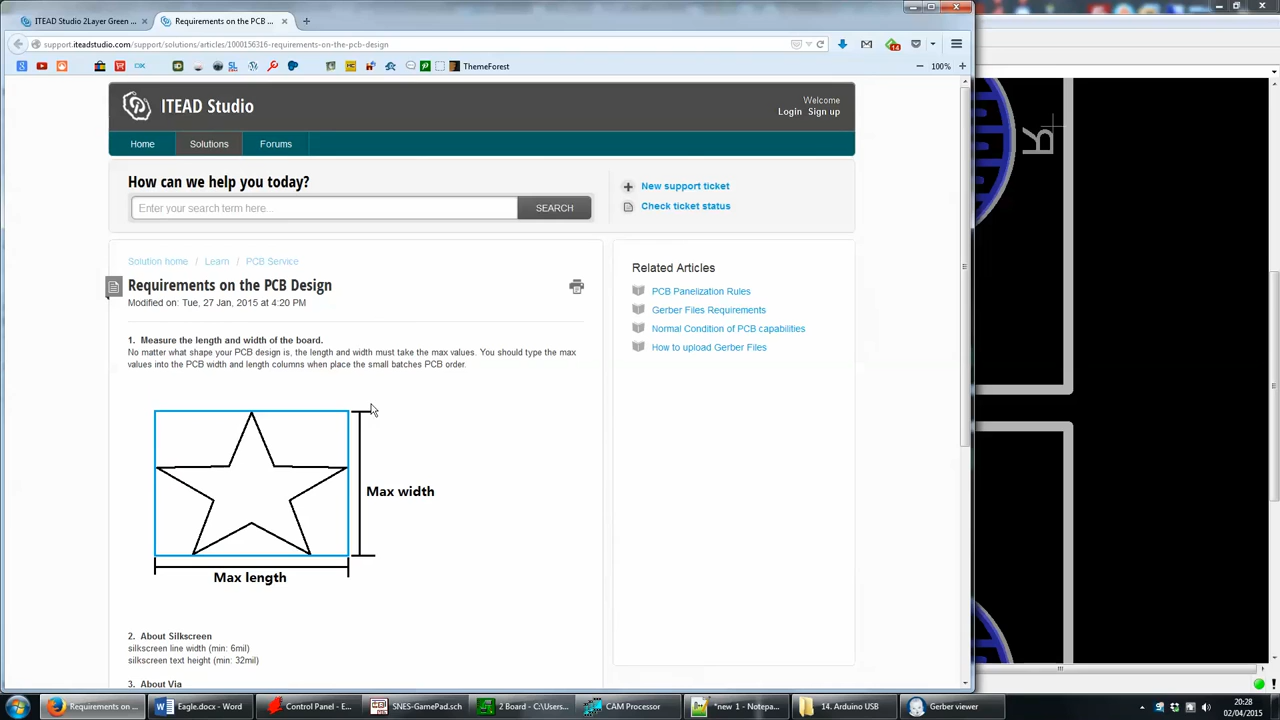 ITEAD Studio 2Layer Green ...
Requirements on the PCB ...
support.iteadstudio.com/support/solutions/articles/1000156316-requirements-on-the-pcb-design
ThemeForest
100%
ITEAD Studio
Welcome
Login Sign up
Home
Solutions
Forums
How can we help you today?
Enter your search term here...
SEARCH
New support ticket
Check ticket status
Solution home / Learn / PCB Service
Requirements on the PCB Design
Modified on: Tue, 27 Jan, 2015 at 4:20 PM
1. Measure the length and width of the board.
No matter what shape your PCB design is, the length and width must take the max values. You should type the max
values into the PCB width and length columns when place the small batches PCB order.
Max width
Max length
2. About Silkscreen
silkscreen line width (min: 6mil)
silkscreen text height (min: 32mil)
3. About Via
Related Articles
PCB Panelization Rules
Gerber Files Requirements
Normal Condition of PCB capabilities
How to upload Gerber Files
R
Requirements on ...
Eagle.docx - Word
Control Panel - E...
SNES-GamePad.sch
2 Board - C:\Users...
CAM Processor
*new 1 - Notepa...
14. Arduino USB
Gerber viewer
20:28
02/04/2015